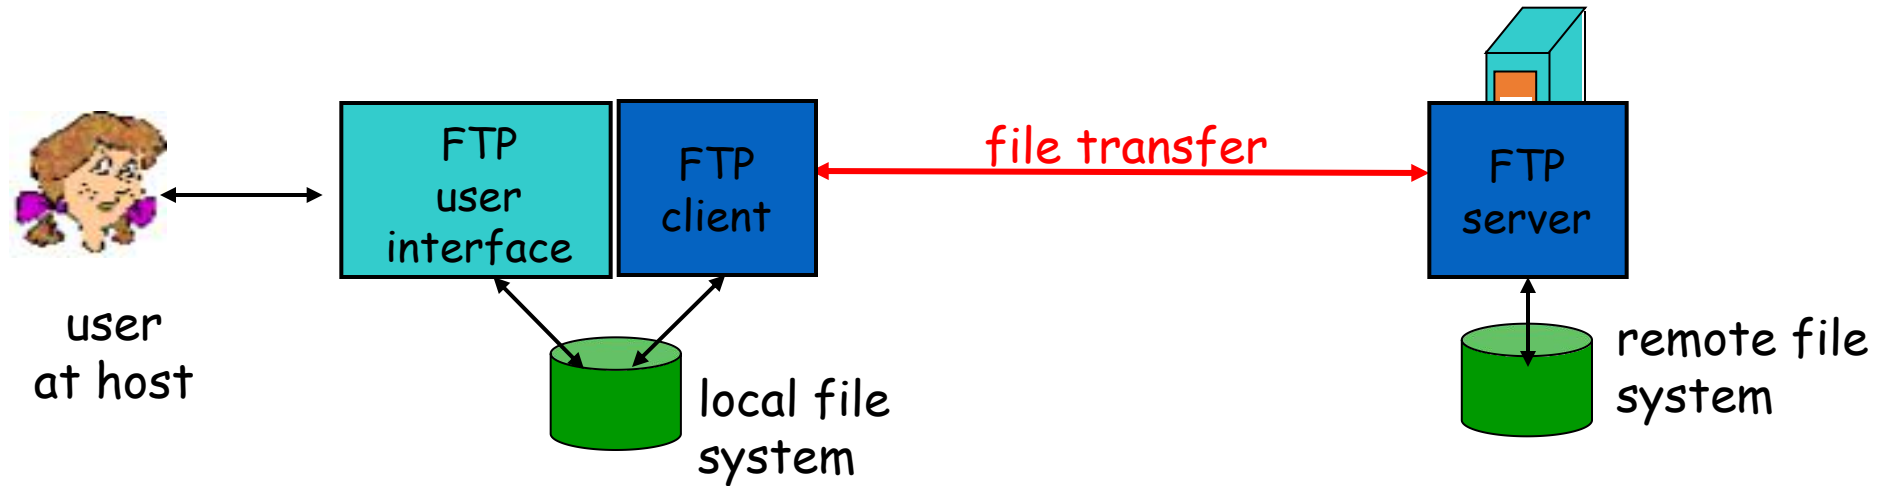 FTP
user
interface
FTP
client
file transfer
FTP
server
user
at host
local file
system
remote file
system